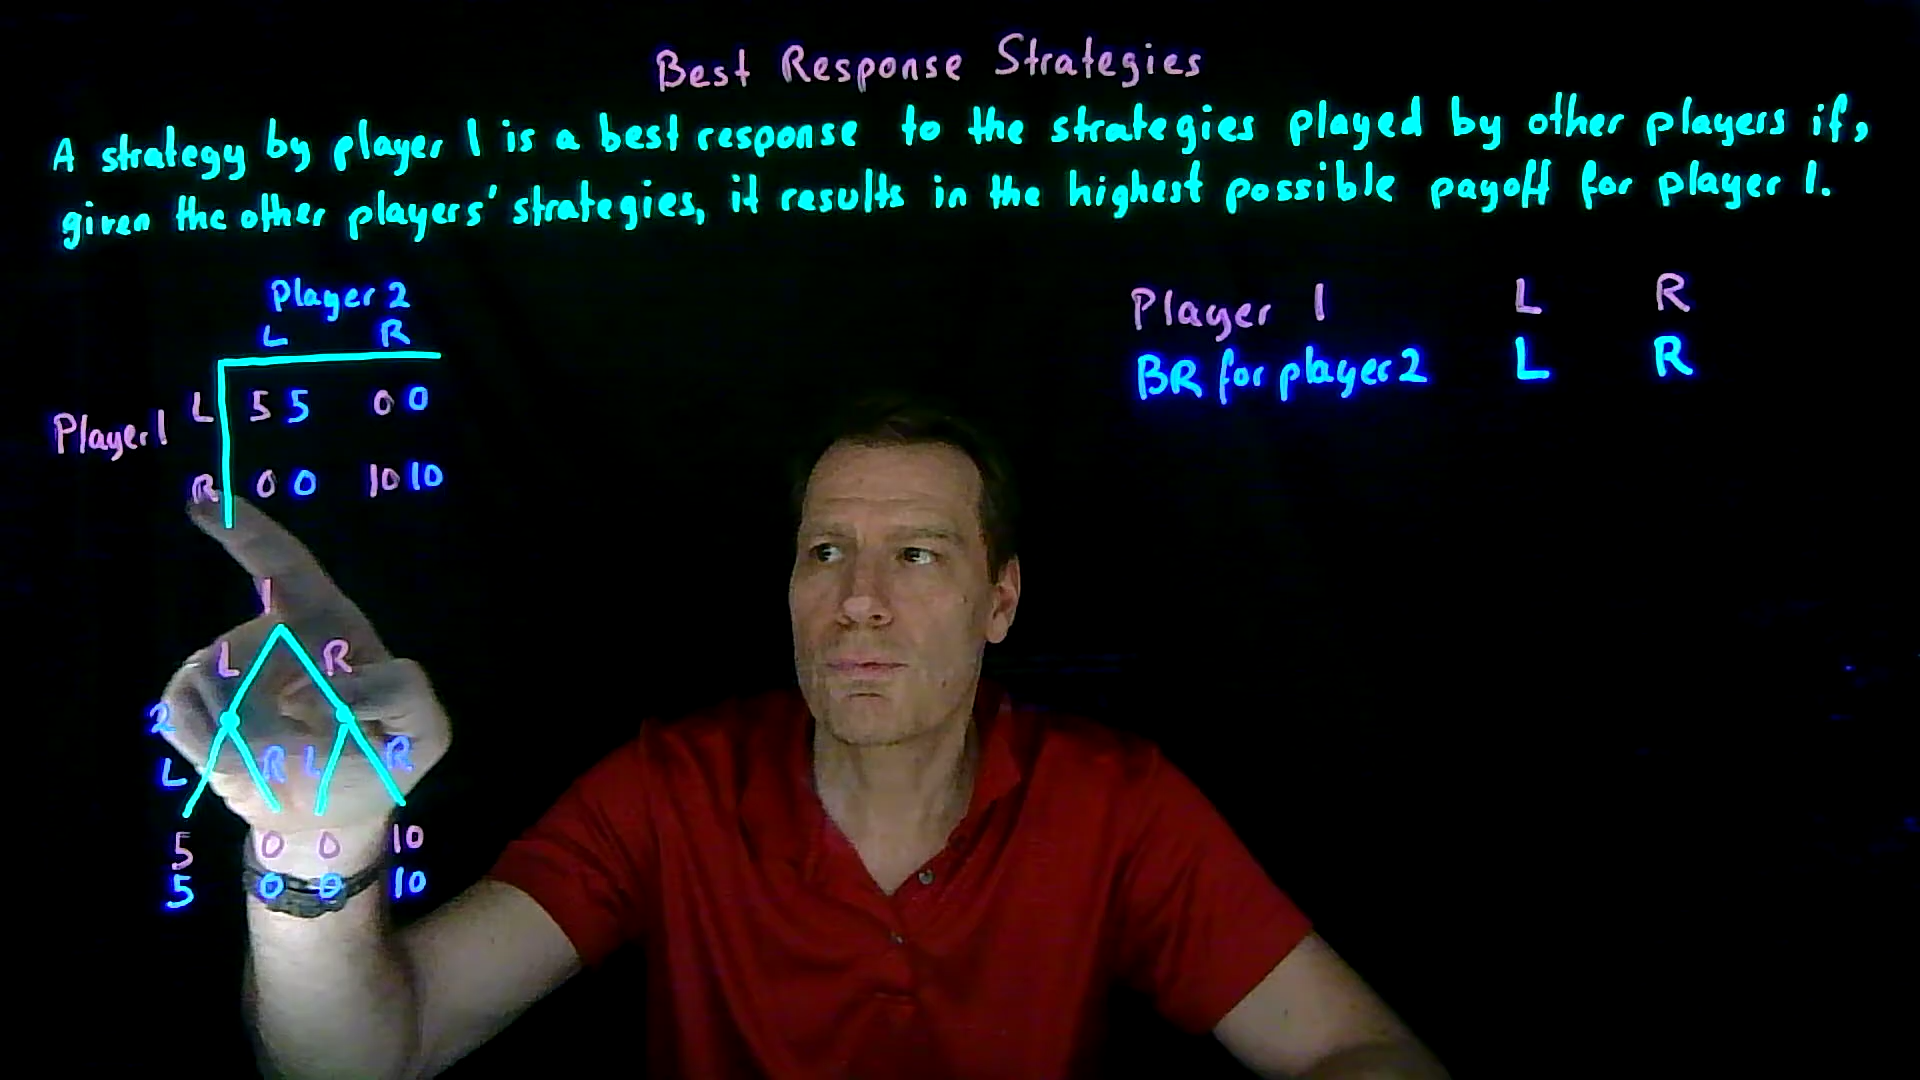 Best Response Strategies
A strategy by player 1 is a best response to the strategies played by other players if,
given the other players' strategies, it results in the highest possible payoff for player 1.
Player 2
L R
Player 1
L 5 5 0 0
R 0 0 10 10
1
L R
2
L R L R
5 0 0 10
5 0 0 10
Player 1 L R
BR for player 2 L R